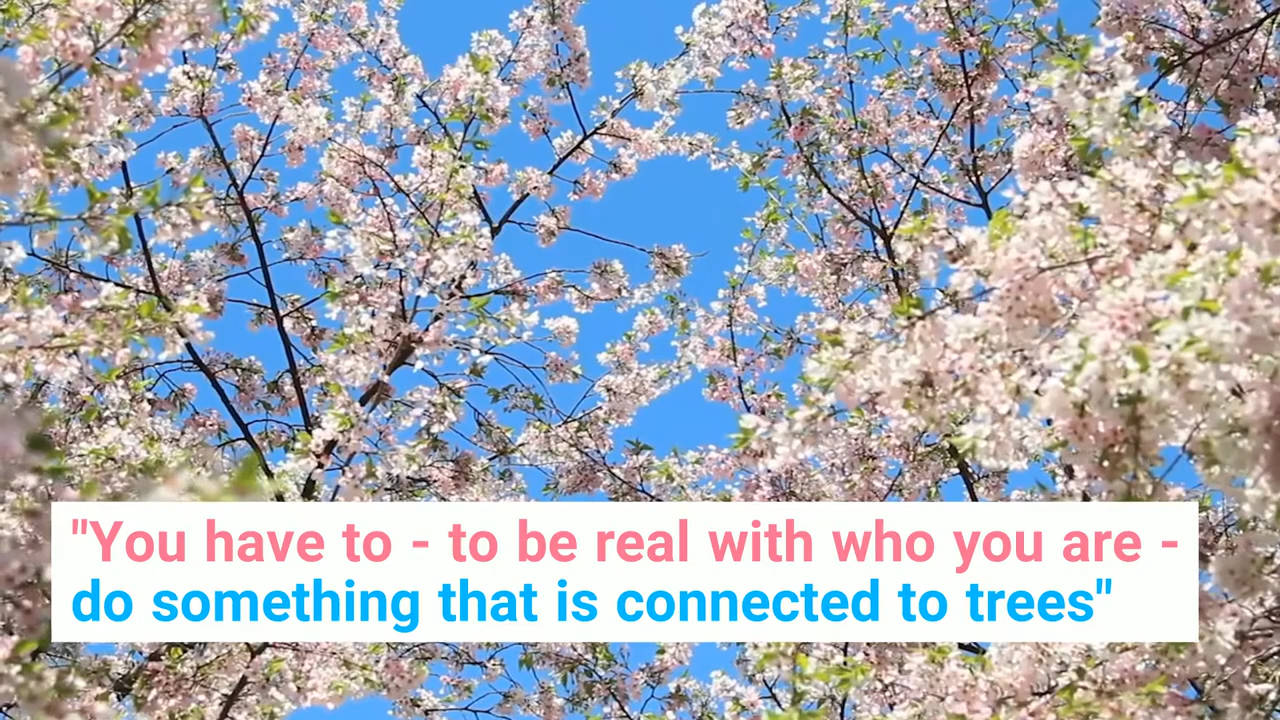 "You have to - to be real with who you are -
do something that is connected to trees"